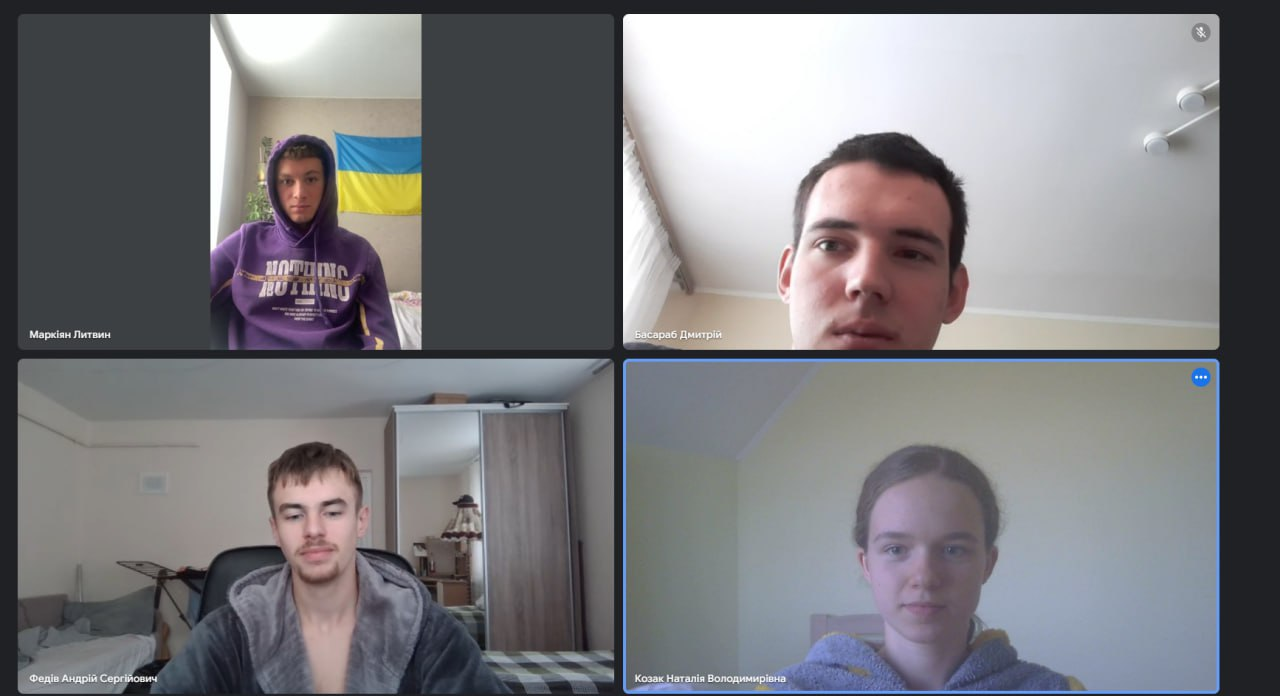 NOTHING
Маркіян Литвин
Басараб Дмитрій
Федів Андрій Сергійович
Козак Наталія Володимирівна